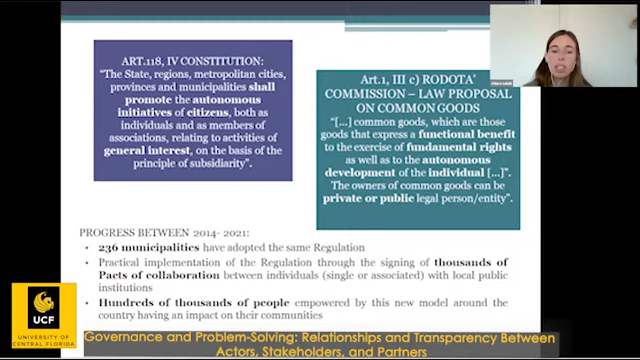 ART.118, IV CONSTITUTION:
“The State, regions, metropolitan cities,
provinces and municipalities shall
promote the autonomous
initiatives of citizens, both as
individuals and as members of
associations, relating to activities of
general interest, on the basis of the
principle of subsidiarity”.
Art.1, III c) RODOTA’
COMMISSION – LAW PROPOSAL
ON COMMON GOODS
“[…] common goods, which are those
goods that express a functional benefit
to the exercise of fundamental rights
as well as to the autonomous
development of the individual […]”.
The owners of common goods can be
private or public legal person/entity”.
PROGRESS BETWEEN 2014- 2021:
• 236 municipalities have adopted the same Regulation
• Practical implementation of the Regulation through the signing of thousands of
Pacts of collaboration between individuals (single or associated) with local public
institutions
• Hundreds of thousands of people empowered by this new model around the
country having an impact on their communities
UCF
UNIVERSITY OF
CENTRAL FLORIDA
Governance and Problem-Solving: Relationships and Transparency Between
Actors, Stakeholders, and Partners